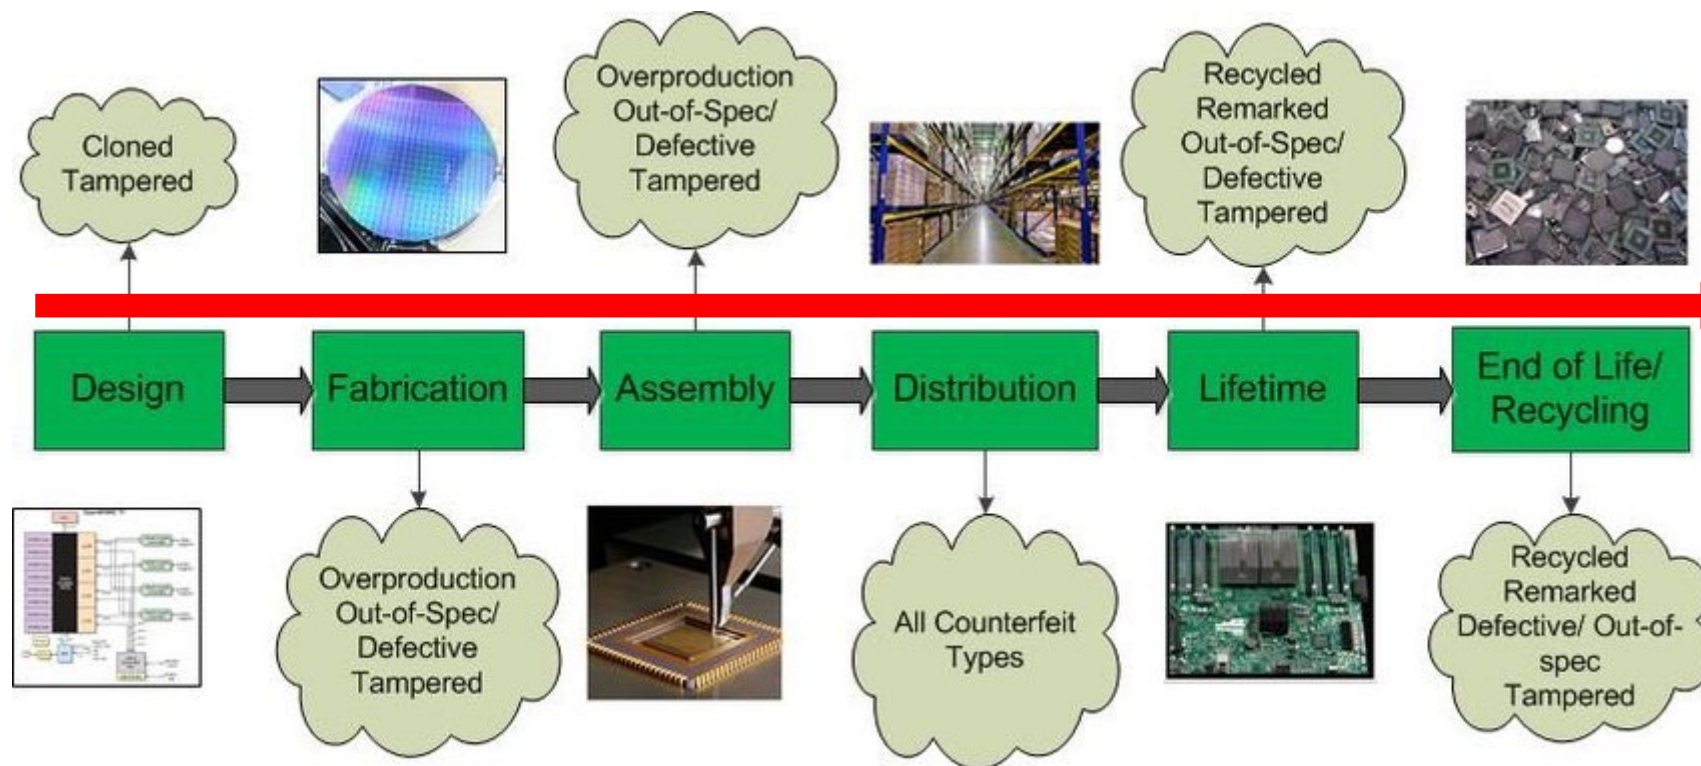 Cloned
Tampered
Overproduction
Out-of-Spec/
Defective
Tampered
Recycled
Remarked
Out-of-Spec/
Defective
Tampered
Design
Fabrication
Assembly
Distribution
Lifetime
End of Life/
Recycling
Overproduction
Out-of-Spec/
Defective
Tampered
All Counterfeit
Types
Recycled
Remarked
Defective/ Out-of-
spec
Tampered